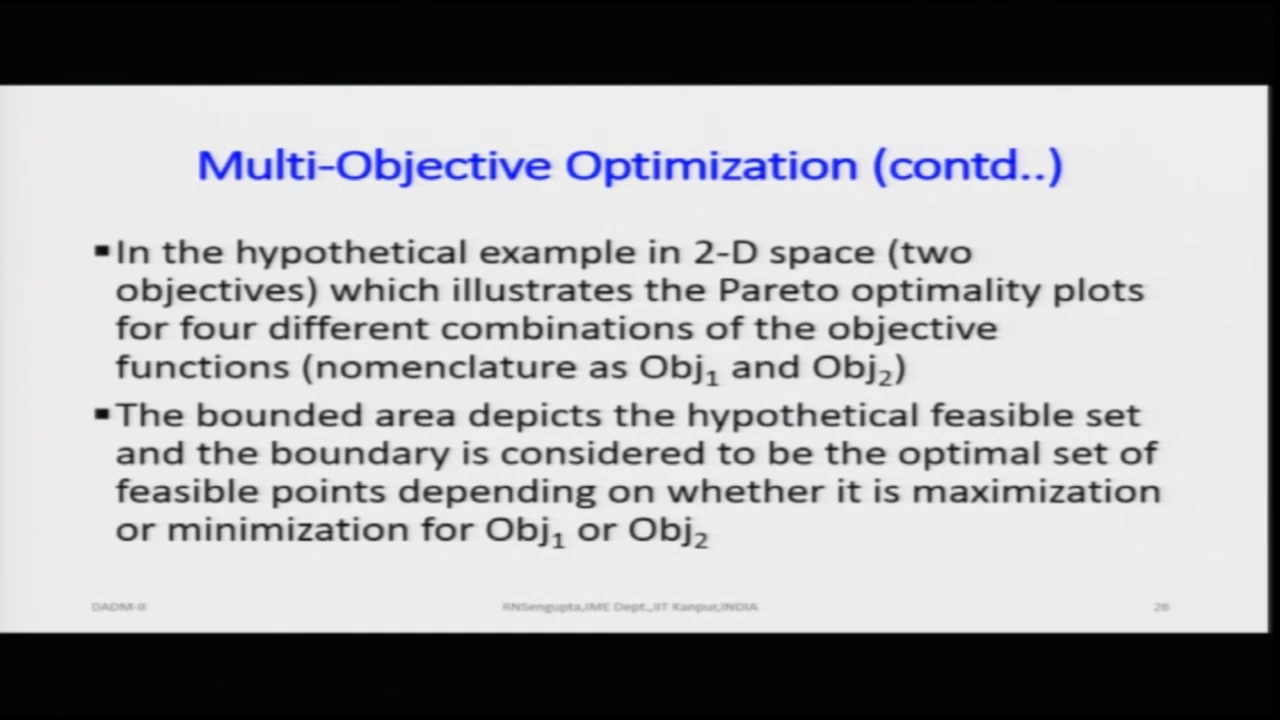 Multi-Objective Optimization (contd..)
▪In the hypothetical example in 2-D space (two
objectives) which illustrates the Pareto optimality plots
for four different combinations of the objective
functions (nomenclature as Obj₁ and Obj₂)
▪The bounded area depicts the hypothetical feasible set
and the boundary is considered to be the optimal set of
feasible points depending on whether it is maximization
or minimization for Obj₁ or Obj₂
DADM-II RNSengupta,IME Dept.,IIT Kanpur,INDIA 26